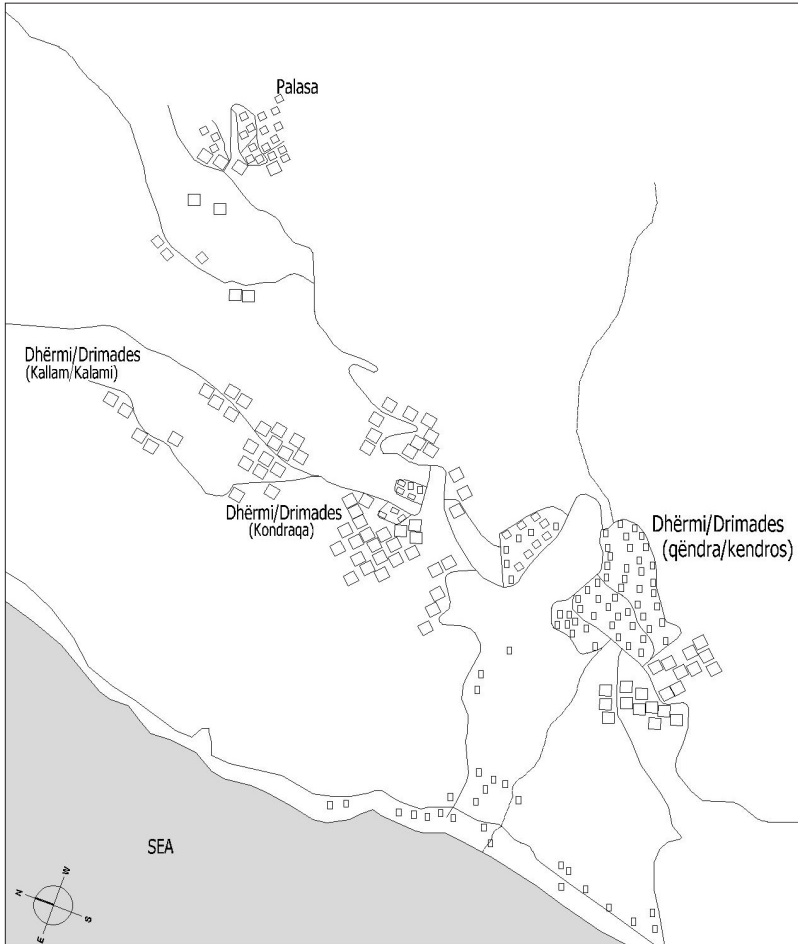 Palasa
Dhërmi/Drimades
(Kallam/Kalami)
Dhërmi/Drimades
(Kondraqa)
Dhërmi/Drimades
(qëndra/kendros)
SEA
W
N
S
E